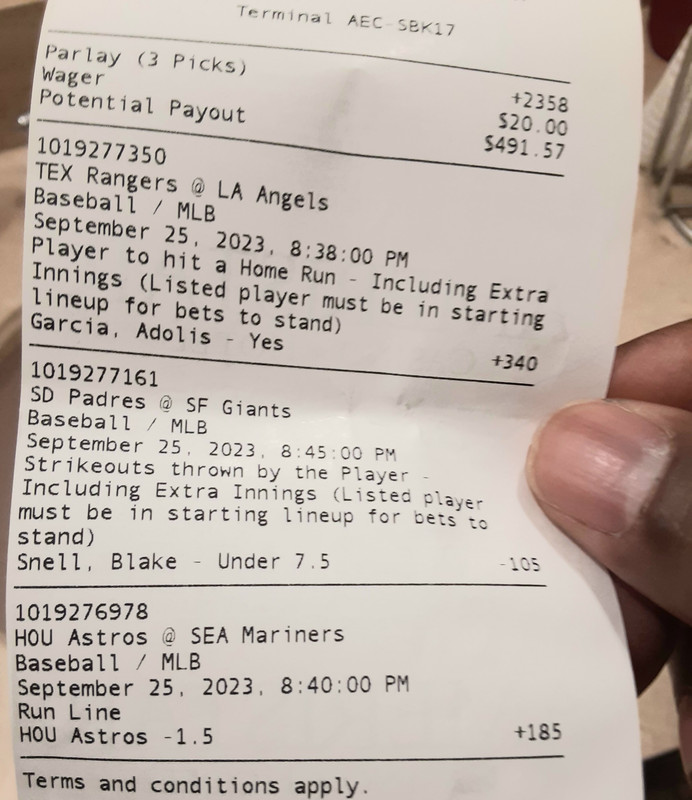 Terminal AEC-SBK17
Parlay (3 Picks) +2358
Wager $20.00
Potential Payout $491.57
1019277350
TEX Rangers @ LA Angels
Baseball / MLB
September 25, 2023, 8:38:00 PM
Player to hit a Home Run - Including Extra
Innings (Listed player must be in starting
lineup for bets to stand)
Garcia, Adolis - Yes +340
1019277161
SD Padres @ SF Giants
Baseball / MLB
September 25, 2023, 8:45:00 PM
Strikeouts thrown by the Player -
Including Extra Innings (Listed player
must be in starting lineup for bets to
stand)
Snell, Blake - Under 7.5 -105
1019276978
HOU Astros @ SEA Mariners
Baseball / MLB
September 25, 2023, 8:40:00 PM
Run Line
HOU Astros -1.5 +185
Terms and conditions apply.